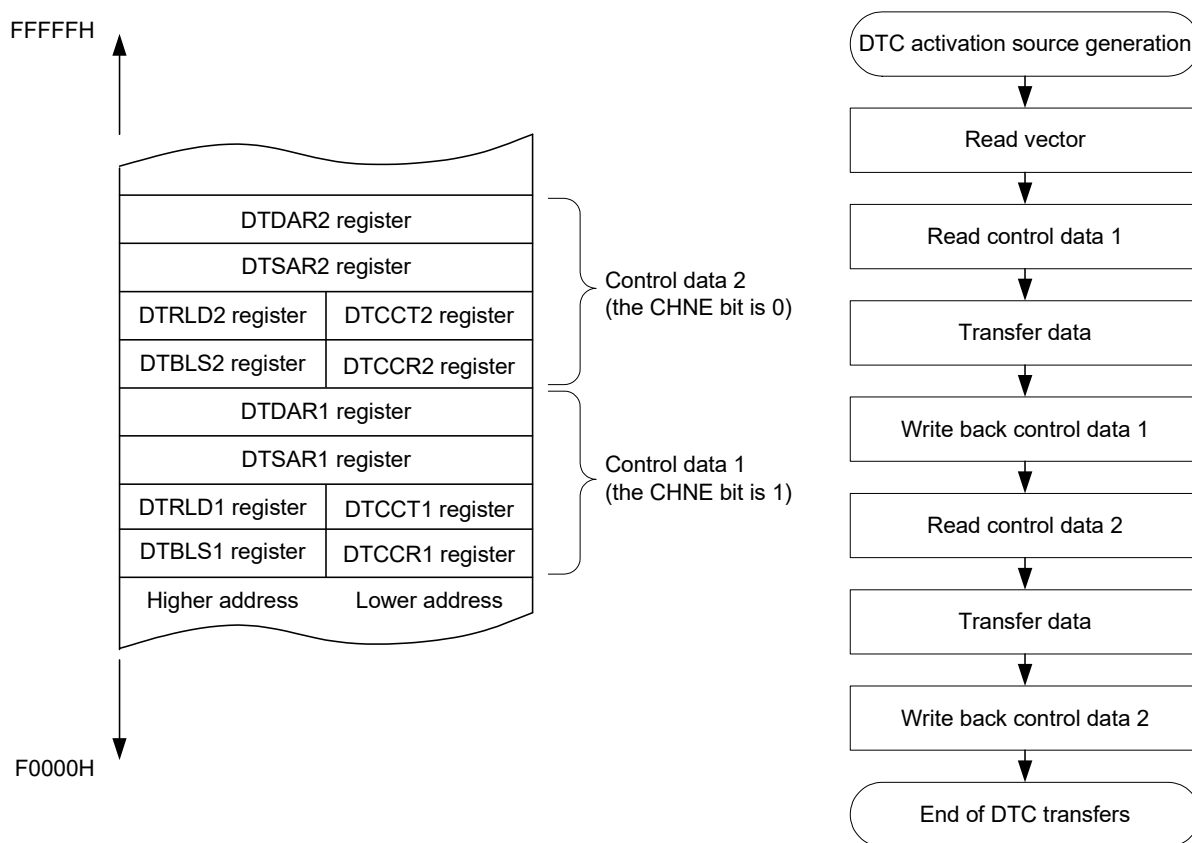 FFFFFH
DTDAR2 register
DTSAR2 register
DTRLD2 register DTCCT2 register
DTBLS2 register DTCCR2 register
DTDAR1 register
DTSAR1 register
DTRLD1 register DTCCT1 register
DTBLS1 register DTCCR1 register
Higher address Lower address
F0000H
Control data 2
(the CHNE bit is 0)
Control data 1
(the CHNE bit is 1)
DTC activation source generation
Read vector
Read control data 1
Transfer data
Write back control data 1
Read control data 2
Transfer data
Write back control data 2
End of DTC transfers